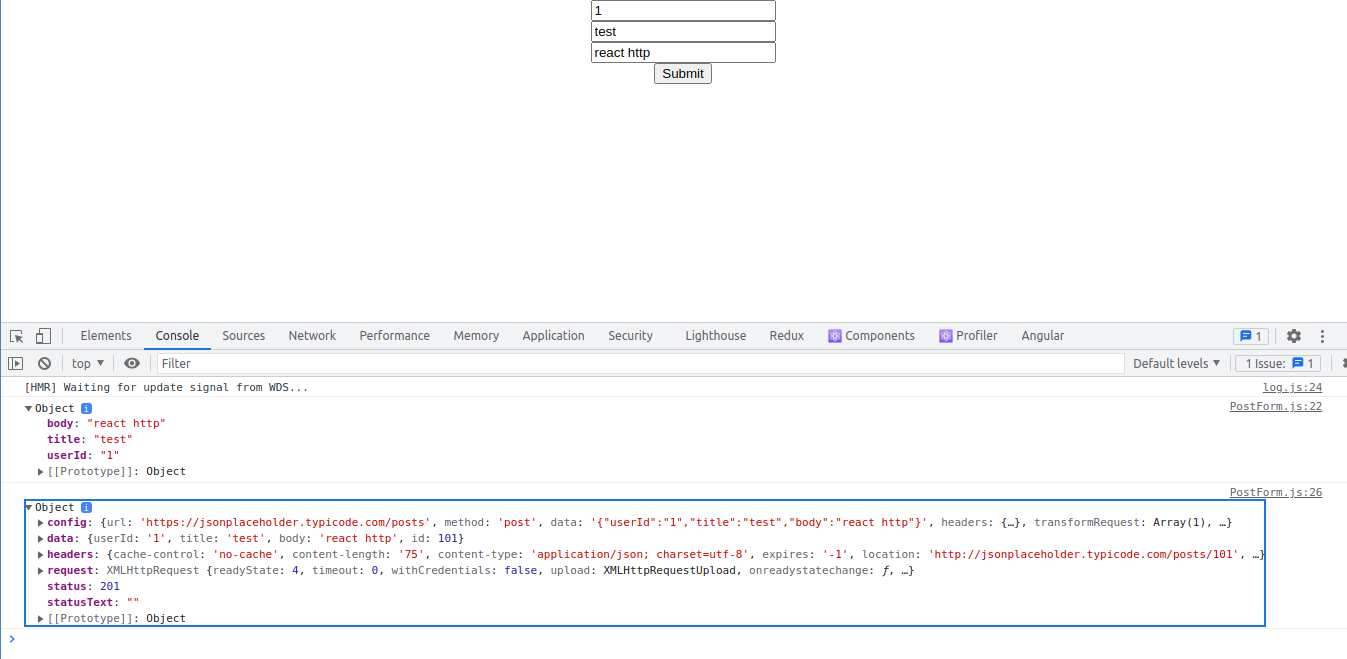 1
test
react http
Submit
Elements Console Sources Network Performance Memory Application Security Lighthouse Redux Components Profiler Angular 1
top Filter Default levels 1 Issue: 1
[HMR] Waiting for update signal from WDS... log.js:24
Object i PostForm.js:22
body: "react http"
title: "test"
userId: "1"
[[Prototype]]: Object
PostForm.js:26
Object i
config: {url: 'https://jsonplaceholder.typicode.com/posts', method: 'post', data: '{"userId":"1","title":"test","body":"react http"}', headers: {…}, transformRequest: Array(1), …}
data: {userId: '1', title: 'test', body: 'react http', id: 101}
headers: {cache-control: 'no-cache', content-length: '75', content-type: 'application/json; charset=utf-8', expires: '-1', location: 'http://jsonplaceholder.typicode.com/posts/101', …}
request: XMLHttpRequest {readyState: 4, timeout: 0, withCredentials: false, upload: XMLHttpRequestUpload, onreadystatechange: ƒ, …}
status: 201
statusText: ""
[[Prototype]]: Object